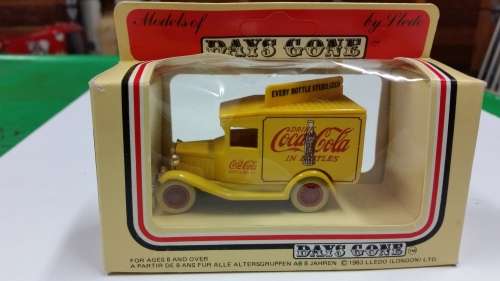 Models of by Lledo
DAYS GONE
EVERY BOTTLE STERILIZED
DRINK
Coca-Cola
IN BOTTLES
Coca-Cola
DAYS GONE
FOR AGES 8 AND OVER
A PARTIR DE 8 ANS FUR ALLE ALTERSGRUPPEN AB 8 JAHREN © 1983 LLEDO (LONDON) LTD.